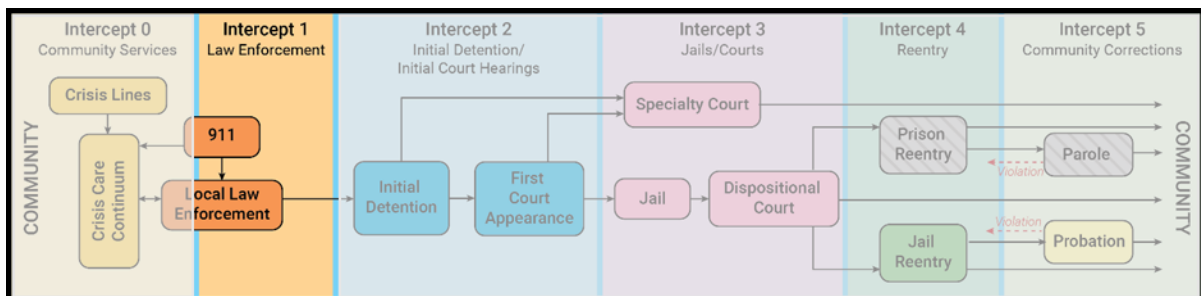 Intercept 0
Community Services
Intercept 1
Law Enforcement
Intercept 2
Initial Detention/
Initial Court Hearings
Intercept 3
Jails/Courts
Intercept 4
Reentry
Intercept 5
Community Corrections
COMMUNITY
Crisis Lines
Crisis Care
Continuum
911
Local Law
Enforcement
Initial
Detention
First
Court
Appearance
Specialty Court
Jail
Dispositional
Court
Prison
Reentry
Violation
Parole
Jail
Reentry
Violation
Probation
COMMUNITY